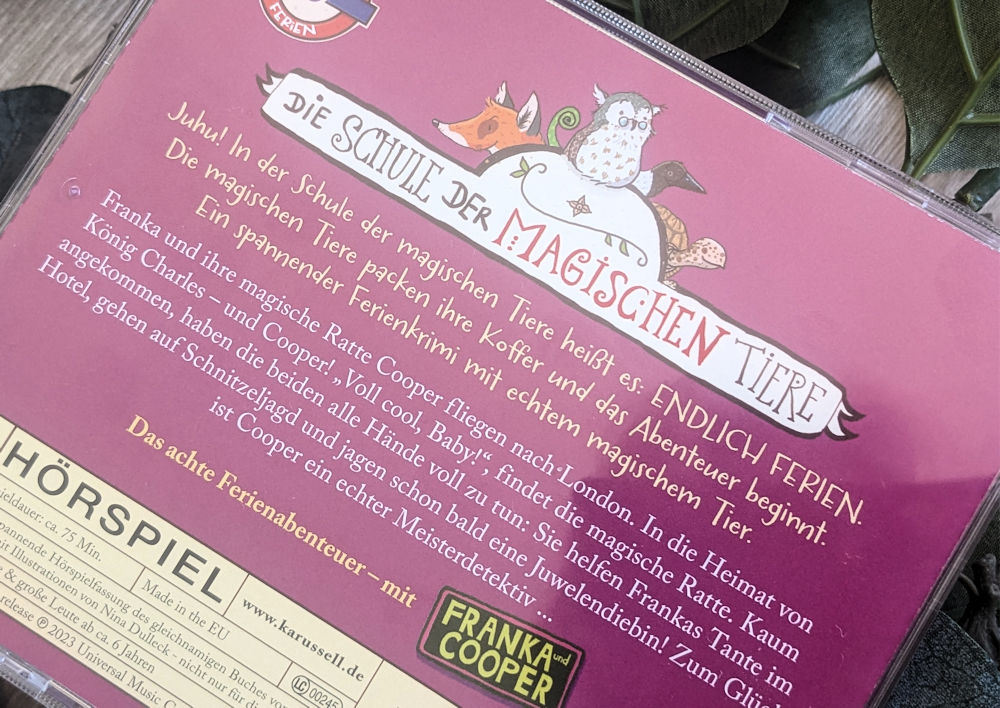 FERIEN
DIE SCHULE DER MAGISCHEN TIERE
Juhu! In der Schule der magischen Tiere heißt es: ENDLICH FERIEN.
Die magischen Tiere packen ihre Koffer und das Abenteuer beginnt.
Ein spannender Ferienkrimi mit echtem magischem Tier.
Franka und ihre magische Ratte Cooper fliegen nach London. In die Heimat von
König Charles – und Cooper! „Voll cool, Baby!“, findet die magische Ratte. Kaum
angekommen, haben die beiden alle Hände voll zu tun: Sie helfen Frankas Tante im
Hotel, gehen auf Schnitzeljagd und jagen schon bald eine Juwelendiebin! Zum Glück
ist Cooper ein echter Meisterdetektiv ...
Das achte Ferienabenteuer – mit
FRANKA und
COOPER
HÖRSPIEL
ca. 75 Min.
Made in the EU
www.karussell.de
Hörspielfassung des gleichnamigen Buches von
Illustrationen von Nina Dulleck - nicht nur für
& große Leute ab ca. 6 Jahren
LC 00245
release ℗ 2023 Universal Music